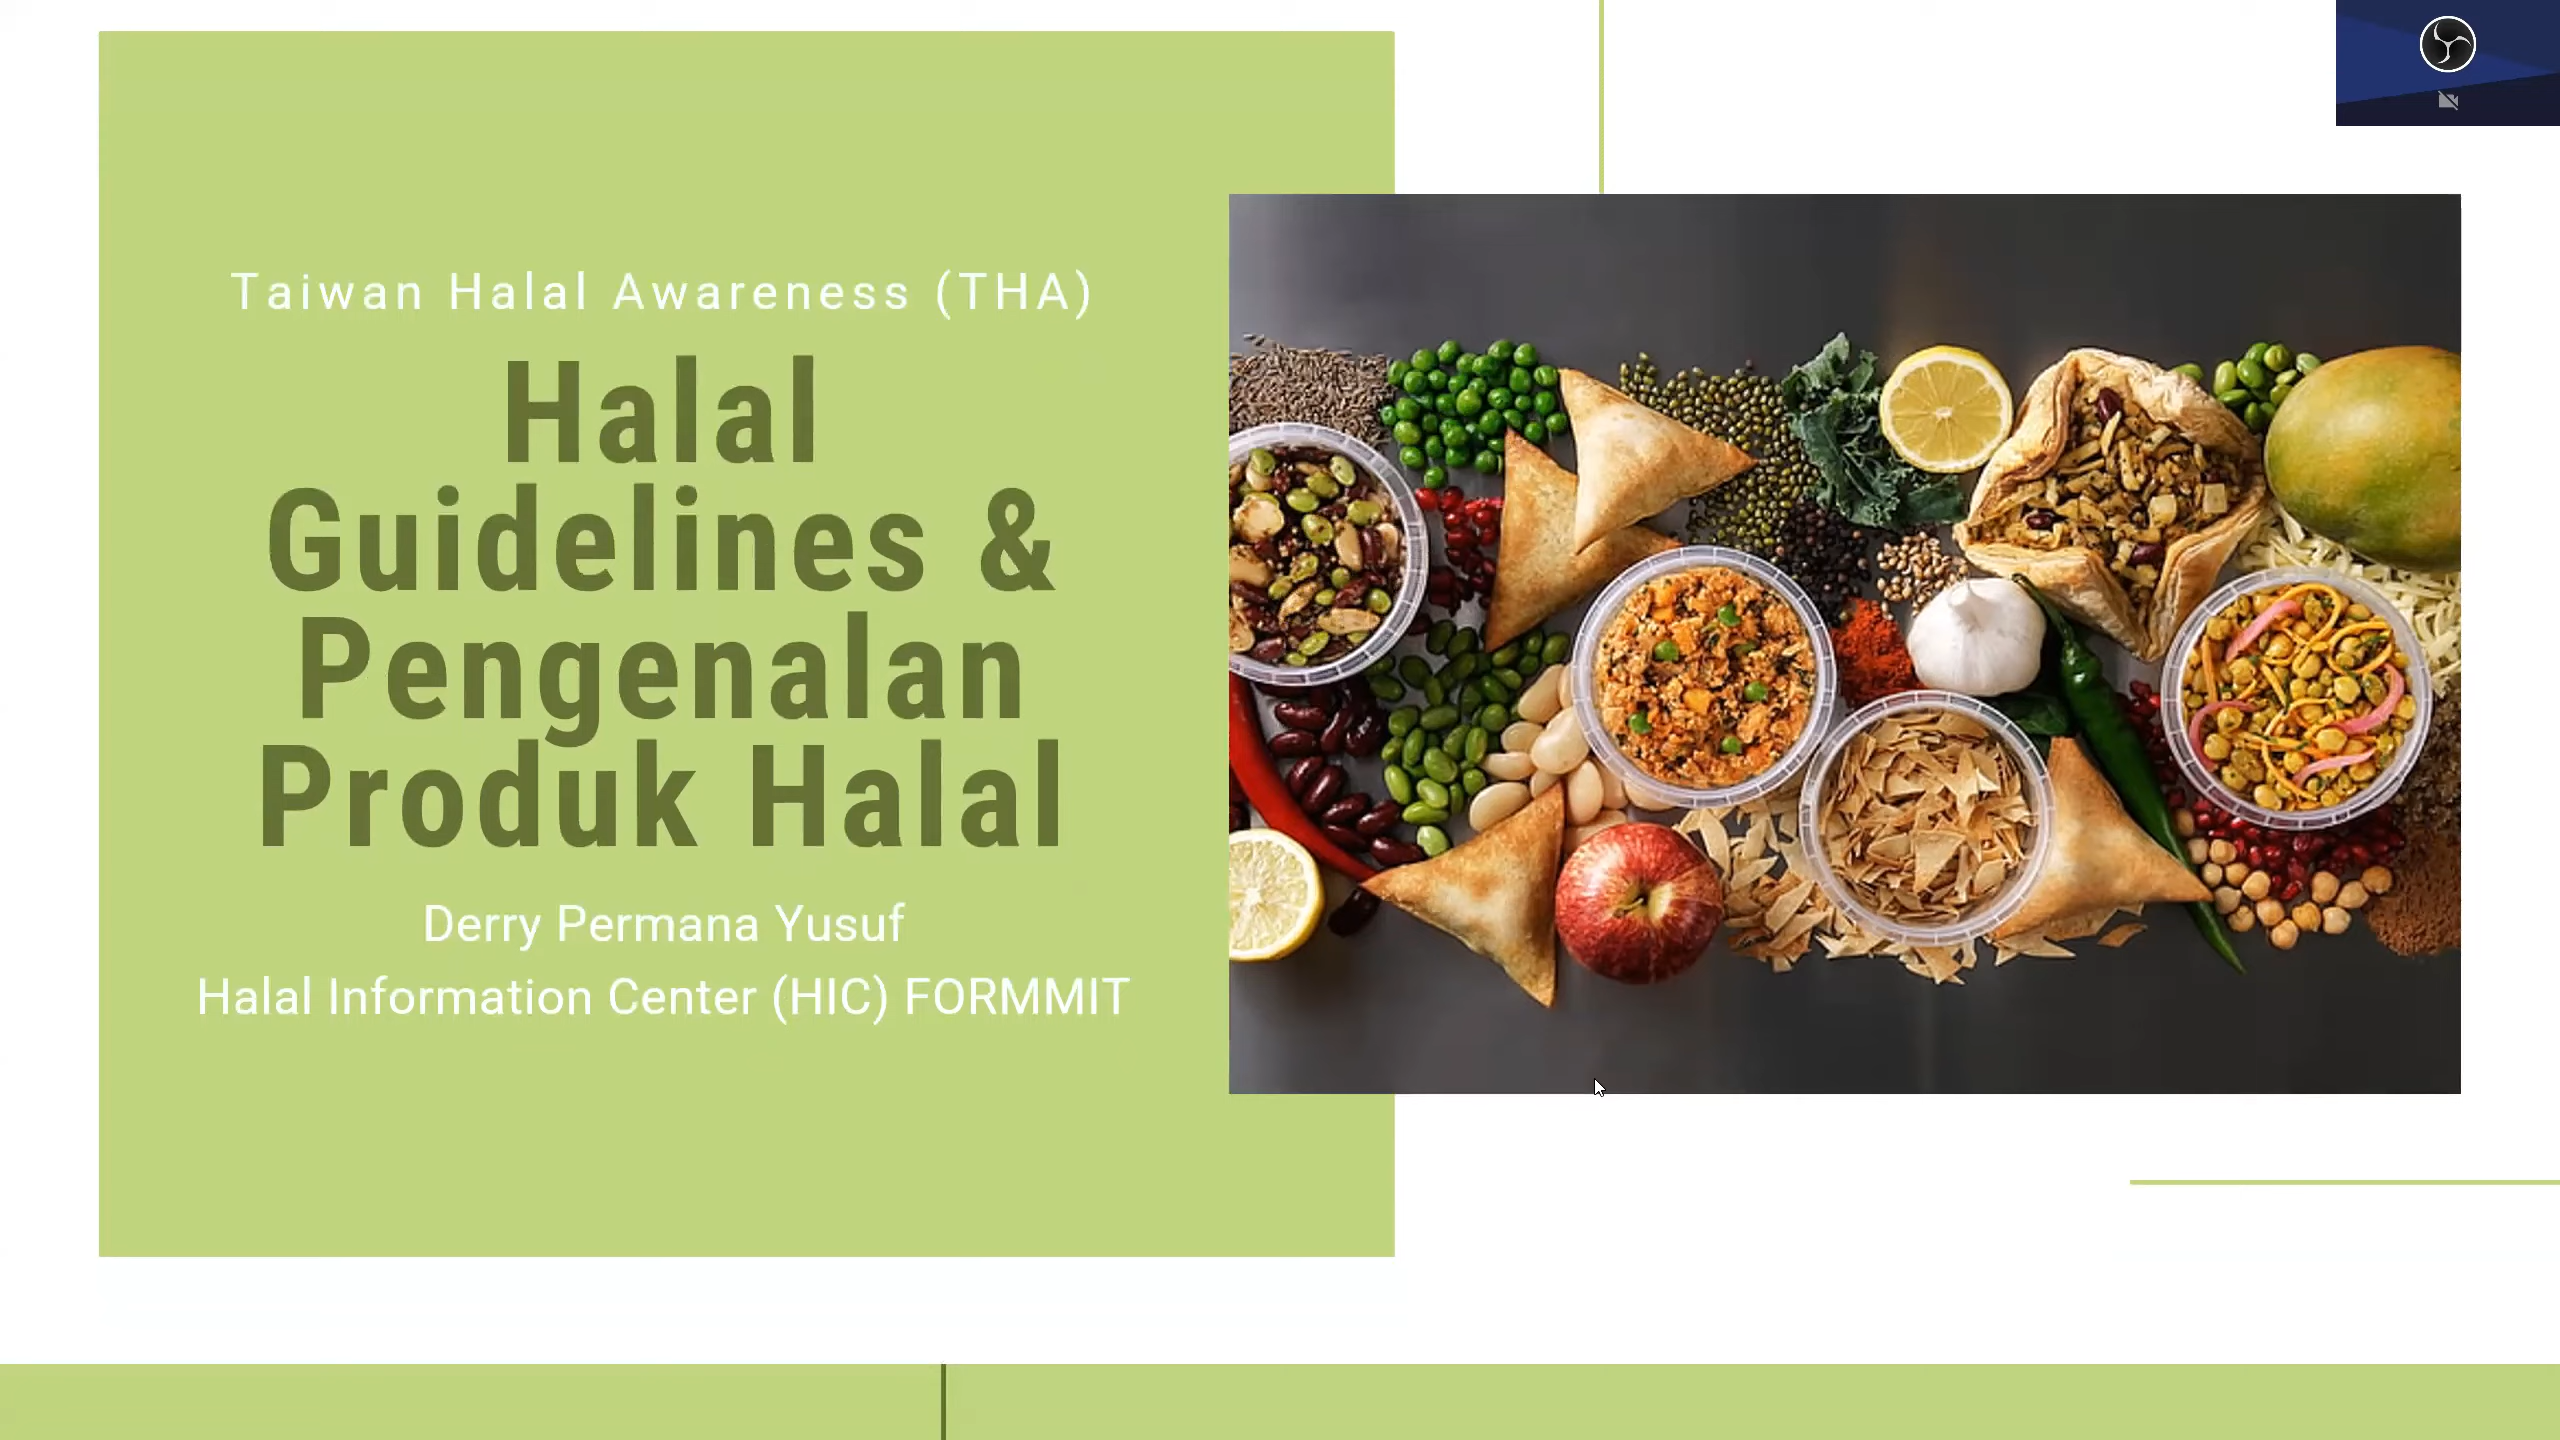 Taiwan Halal Awareness (THA)
Halal
Guidelines &
Pengenalan
Produk Halal
Derry Permana Yusuf
Halal Information Center (HIC) FORMMIT